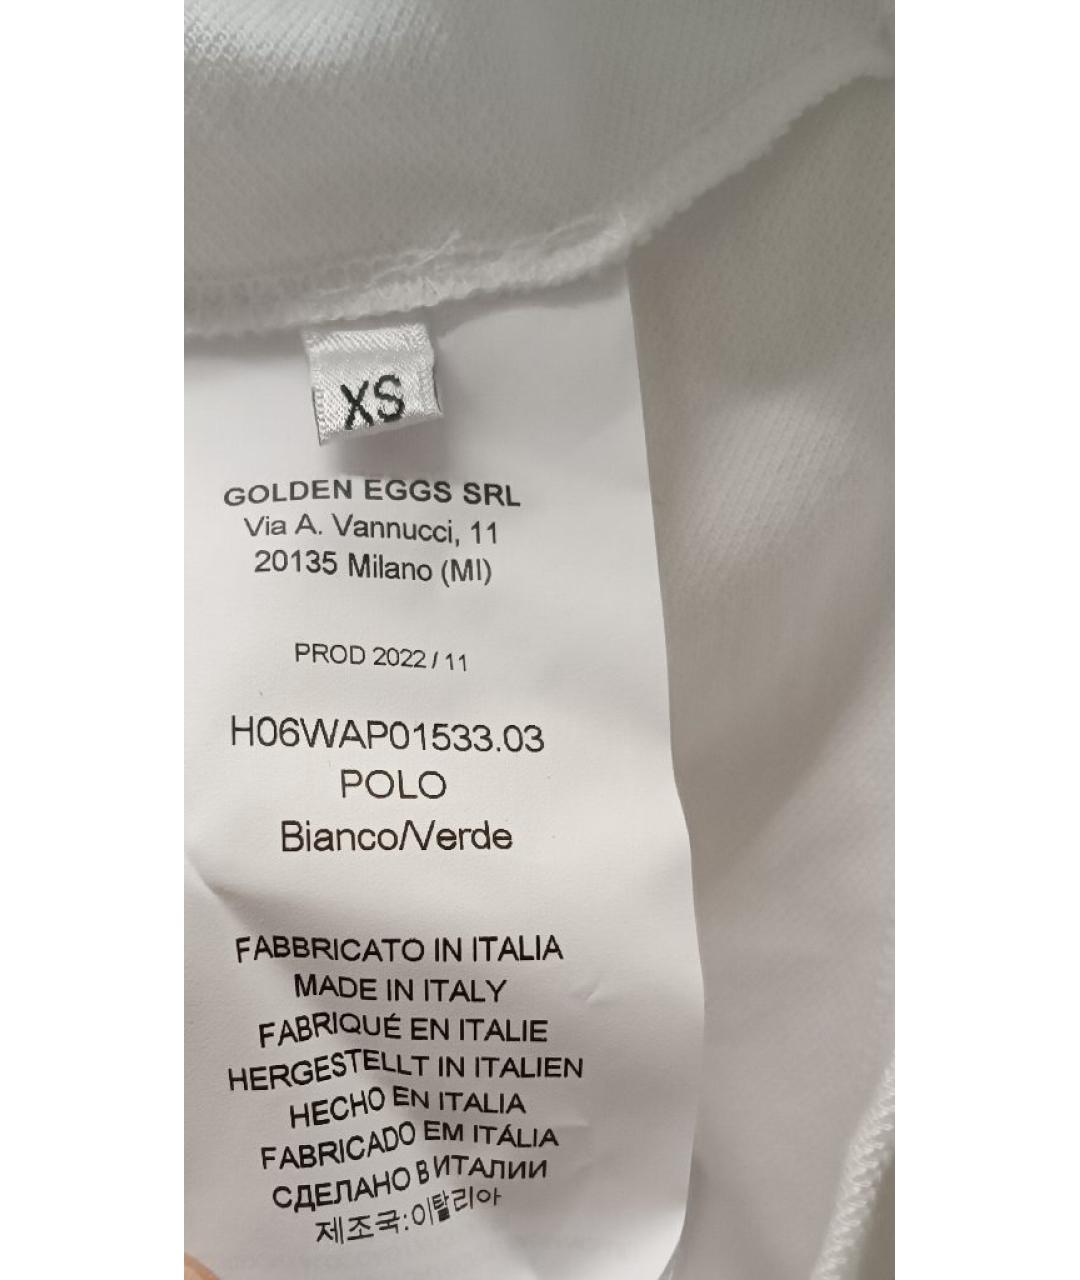 XS
GOLDEN EGGS SRL
Via A. Vannucci, 11
20135 Milano (MI)
PROD 2022 / 11
H06WAP01533.03
POLO
Bianco/Verde
FABBRICATO IN ITALIA
MADE IN ITALY
FABRIQUÉ EN ITALIE
HERGESTELLT IN ITALIEN
HECHO EN ITALIA
FABRICADO EM ITÁLIA
СДЕЛАНО В ИТАЛИИ
제조국:이탈리아